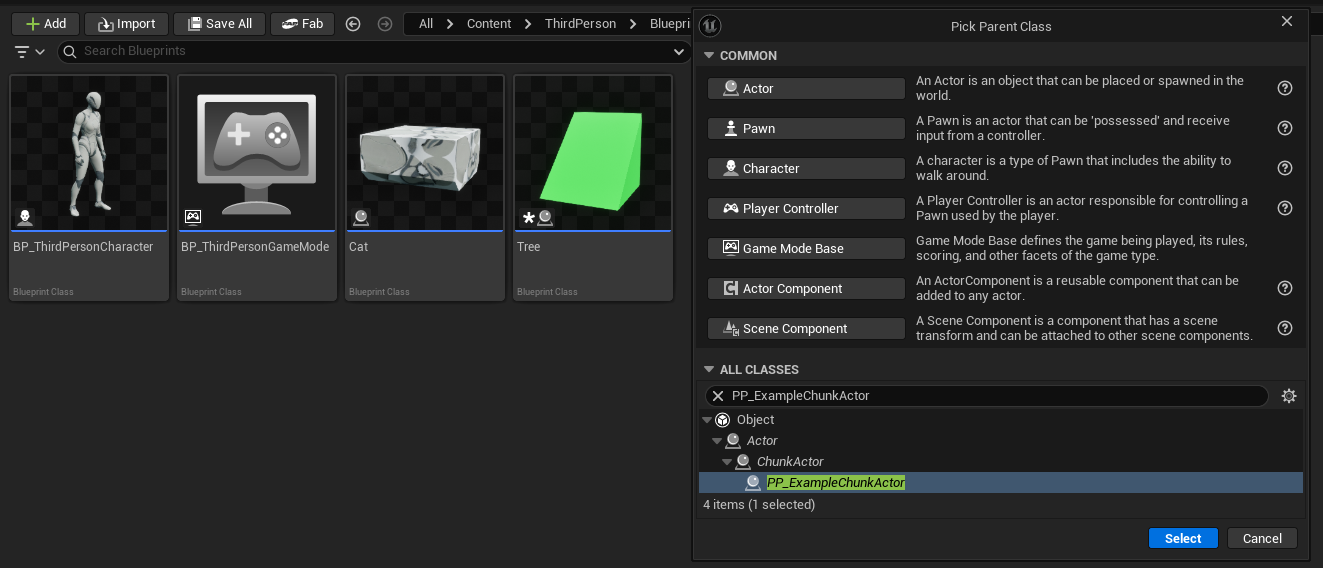 Add
Import
Save All
Fab
All
Content
ThirdPerson
Bluepri
Search Blueprints
BP_ThirdPersonCharacter
Blueprint Class
BP_ThirdPersonGameMode
Blueprint Class
Cat
Blueprint Class
Tree
Blueprint Class
Pick Parent Class
COMMON
Actor
An Actor is an object that can be placed or spawned in the
world.
Pawn
A Pawn is an actor that can be 'possessed' and receive
input from a controller.
Character
A character is a type of Pawn that includes the ability to
walk around.
Player Controller
A Player Controller is an actor responsible for controlling a
Pawn used by the player.
Game Mode Base
Game Mode Base defines the game being played, its rules,
scoring, and other facets of the game type.
Actor Component
An ActorComponent is a reusable component that can be
added to any actor.
Scene Component
A Scene Component is a component that has a scene
transform and can be attached to other scene components.
ALL CLASSES
PP_ExampleChunkActor
Object
Actor
ChunkActor
PP_ExampleChunkActor
4 items (1 selected)
Select
Cancel